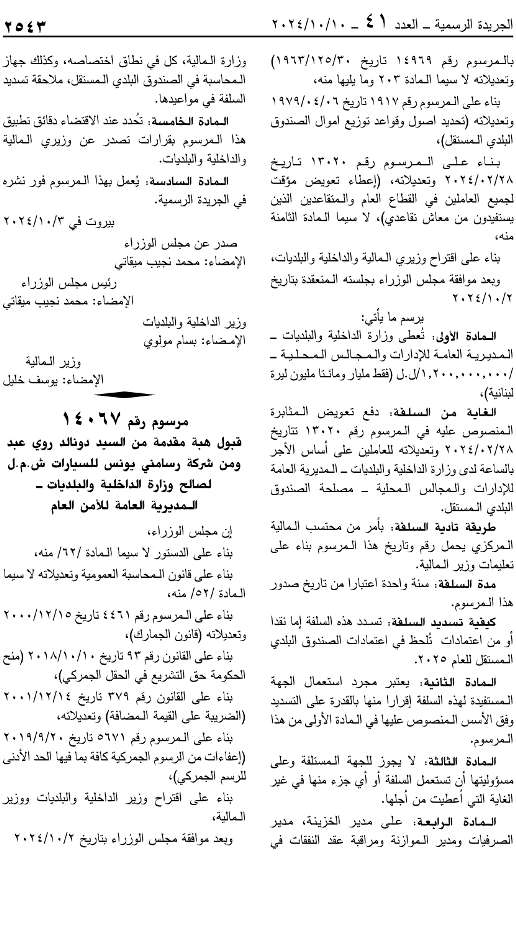 الجريدة الرسمية ـ العدد ٤١ ـ ٢٠٢٤/١٠/١٠
٢٥٤٣
بالمرسوم رقم ١٤٩٦٩ تاريخ ١٩٦٣/١٢٥/٣٠)
وتعديلاته لا سيما المادة ٢٠٣ وما يليها منه،
بناء على المرسوم رقم ١٩١٧ تاريخ ١٩٧٩/٠٤/٠٦
وتعديلاته (تحديد اصول وقواعد توزيع اموال الصندوق
البلدي المستقل)،
بناء على المرسوم رقم ١٣٠٢٠ تاريخ
٢٠٢٤/٠٢/٢٨ وتعديلاته، (إعطاء تعويض مؤقت
لجميع العاملين في القطاع العام والمتقاعدين الذين
يستفيدون من معاش تقاعدي)، لا سيما المادة الثامنة
منه،
بناء على اقتراح وزيري المالية والداخلية والبلديات،
وبعد موافقة مجلس الوزراء بجلسته المنعقدة بتاريخ
٢٠٢٤/١٠/٢
يرسم ما يأتي:
المادة الأولى: تُعطى وزارة الداخلية والبلديات ـ
المديرية العامة للإدارات والمجالس المحلية ـ
/١,٢٠٠,٠٠٠,٠٠٠/ل.ل (فقط مليار ومائتا مليون ليرة
لبنانية)،
الغاية من السلفة: دفع تعويض المثابرة
المنصوص عليه في المرسوم رقم ١٣٠٢٠ تتاريخ
٢٠٢٤/٠٢/٢٨ وتعديلاته للعاملين على أساس الأجر
بالساعة لدى وزارة الداخلية والبلديات ـ المديرية العامة
للإدارات والمجالس المحلية ـ مصلحة الصندوق
البلدي المستقل.
طريقة تادية السلفة: بأمر من محتسب المالية
المركزي يحمل رقم وتاريخ هذا المرسوم بناء على
تعليمات وزير المالية.
مدة السلفة: سنة واحدة اعتبارا من تاريخ صدور
هذا المرسوم.
كيفية تسديد السلفة: تسدد هذه السلفة إما نقدا
أو من اعتمادات تُلحظ في اعتمادات الصندوق البلدي
المستقل للعام ٢٠٢٥.
المادة الثانية: يعتبر مجرد استعمال الجهة
المستفيدة لهذه السلفة إقرارا منها بالقدرة على التسديد
وفق الأسس المنصوص عليها في المادة الأولى من هذا
المرسوم.
المادة الثالثة: لا يجوز للجهة المستلفة وعلى
مسؤوليتها أن تستعمل السلفة أو أي جزء منها في غير
الغاية التي أُعطيت من أجلها.
المادة الرابعة: على مدير الخزينة، مدير
الصرفيات ومدير الموازنة ومراقبة عقد النفقات في
وزارة المالية، كل في نطاق اختصاصه، وكذلك جهاز
المحاسبة في الصندوق البلدي المستقل، ملاحقة تسديد
السلفة في مواعيدها.
المادة الخامسة: تُحدد عند الاقتضاء دقائق تطبيق
هذا المرسوم بقرارات تصدر عن وزيري المالية
والداخلية والبلديات.
المادة السادسة: يُعمل بهذا المرسوم فور نشره
في الجريدة الرسمية.
بيروت في ٢٠٢٤/١٠/٣
صدر عن مجلس الوزراء
الإمضاء: محمد نجيب ميقاتي
رئيس مجلس الوزراء
الإمضاء: محمد نجيب ميقاتي
وزير الداخلية والبلديات
الإمضاء: بسام مولوي
وزير المالية
الإمضاء: يوسف خليل
مرسوم رقم ١٤٠٦٧
قبول هبة مقدمة من السيد دونالد روي عبد
ومن شركة رسامني يونس للسيارات ش.م.ل
لصالح وزارة الداخلية والبلديات ـ
المديرية العامة للأمن العام
إن مجلس الوزراء،
بناء على الدستور لا سيما المادة /٦٢/ منه،
بناء على قانون المحاسبة العمومية وتعديلاته لا سيما
المادة /٥٢/ منه،
بناء على المرسوم رقم ٤٤٦١ تاريخ ٢٠٠٠/١٢/١٥
وتعديلاته (قانون الجمارك)،
بناء على القانون رقم ٩٣ تاريخ ٢٠١٨/١٠/١٠ (منح
الحكومة حق التشريع في الحقل الجمركي)،
بناء على القانون رقم ٣٧٩ تاريخ ٢٠٠١/١٢/١٤
(الضريبة على القيمة المضافة) وتعديلاته،
بناء على المرسوم رقم ٥٦٧١ تاريخ ٢٠١٩/٩/٢٠
(إعفاءات من الرسوم الجمركية كافة بما فيها الحد الأدنى
للرسم الجمركي)،
بناء على اقتراح وزير الداخلية والبلديات ووزير
المالية،
وبعد موافقة مجلس الوزراء بتاريخ ٢٠٢٤/١٠/٢